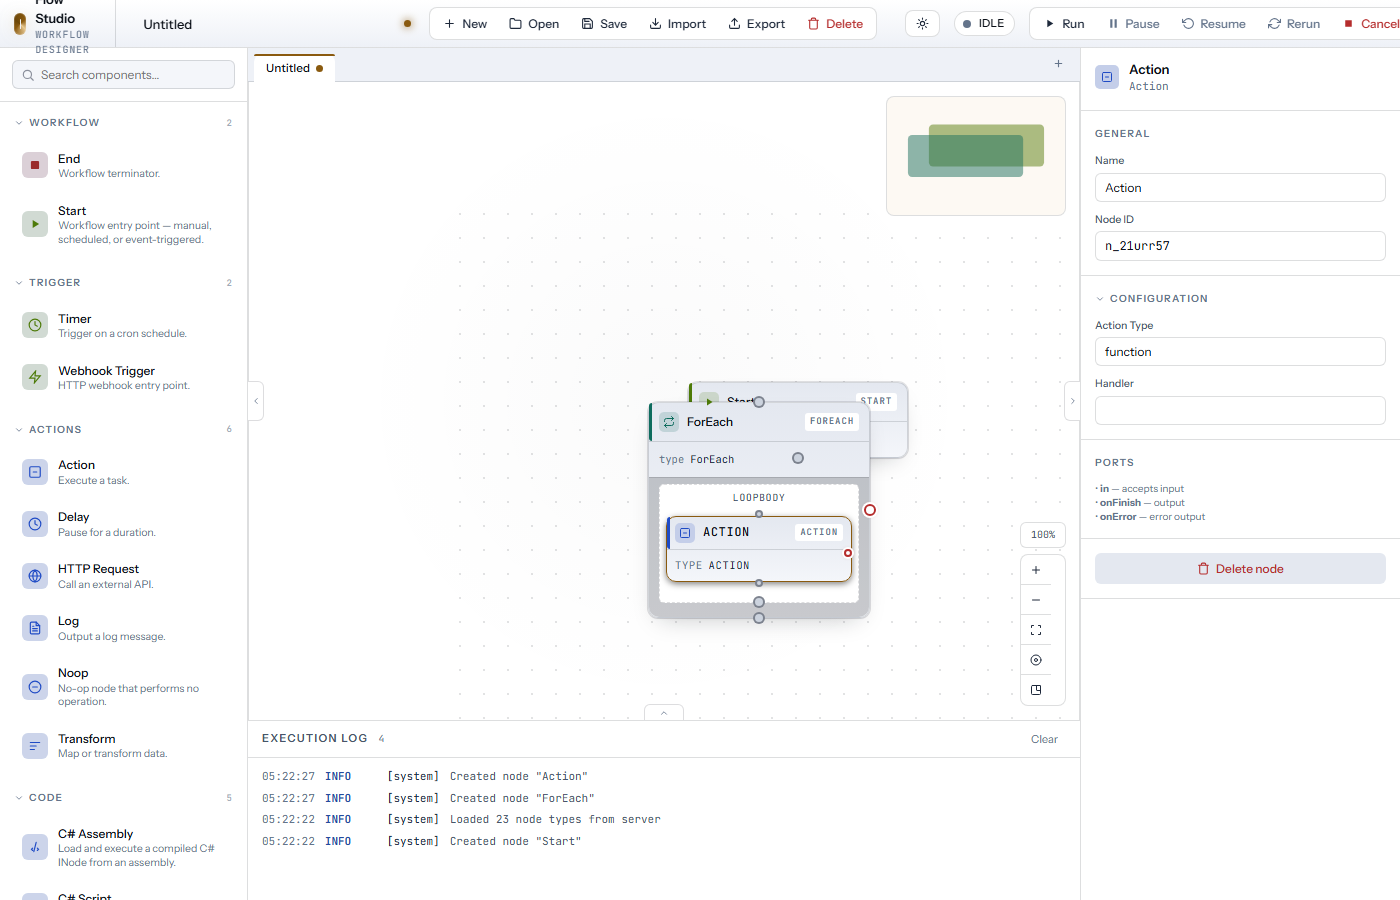 Flow
Studio
WORKFLOW
DESIGNER
Untitled
New
Open
Save
Import
Export
Delete
IDLE
Run
Pause
Resume
Rerun
Cancel
Search components...
WORKFLOW 2
End
Workflow terminator.
Start
Workflow entry point — manual,
scheduled, or event-triggered.
TRIGGER 2
Timer
Trigger on a cron schedule.
Webhook Trigger
HTTP webhook entry point.
ACTIONS 6
Action
Execute a task.
Delay
Pause for a duration.
HTTP Request
Call an external API.
Log
Output a log message.
Noop
No-op node that performs no
operation.
Transform
Map or transform data.
CODE 5
C# Assembly
Load and execute a compiled C#
INode from an assembly.
C# Script
Untitled
Start
START
ForEach
FOREACH
type ForEach
LOOPBODY
ACTION
ACTION
TYPE ACTION
100%
EXECUTION LOG 4
Clear
05:22:27 INFO [system] Created node "Action"
05:22:27 INFO [system] Created node "ForEach"
05:22:22 INFO [system] Loaded 23 node types from server
05:22:22 INFO [system] Created node "Start"
Action
Action
GENERAL
Name
Action
Node ID
n_21urr57
CONFIGURATION
Action Type
function
Handler
PORTS
· in — accepts input
· onFinish — output
· onError — error output
Delete node